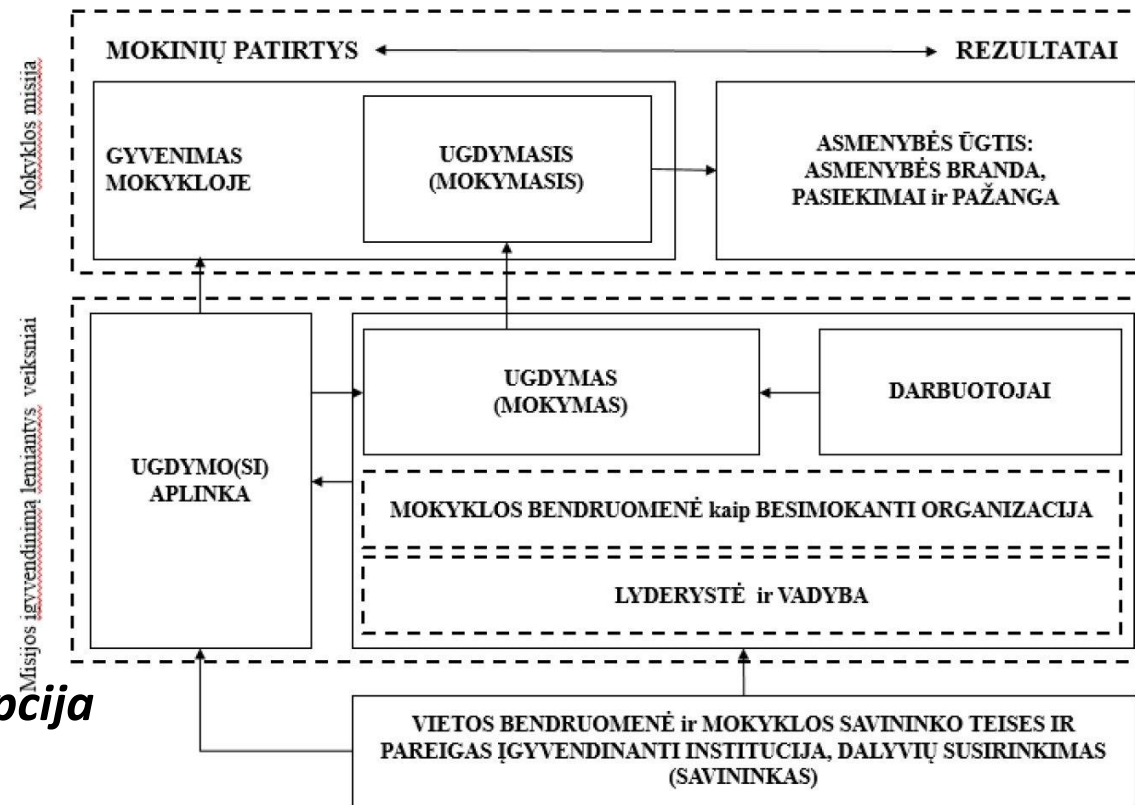 Mokyklos misija
MOKINIŲ PATIRTYS
REZULTATAI
GYVENIMAS
MOKYKLOJE
UGDYMASIS
(MOKYMASIS)
ASMENYBĖS ŪGTIS:
ASMENYBĖS BRANDA,
PASIEKIMAI ir PAŽANGA
Misijos įgyvendinimą lemiantys veiksniai
UGDYMO(SI)
APLINKA
UGDYMAS
(MOKYMAS)
DARBUOTOJAI
MOKYKLOS BENDRUOMENĖ kaip BESIMOKANTI ORGANIZACIJA
LYDERYSTĖ ir VADYBA
VIETOS BENDRUOMENĖ ir MOKYKLOS SAVININKO TEISES IR
PAREIGAS ĮGYVENDINANTI INSTITUCIJA, DALYVIŲ SUSIRINKIMAS
(SAVININKAS)